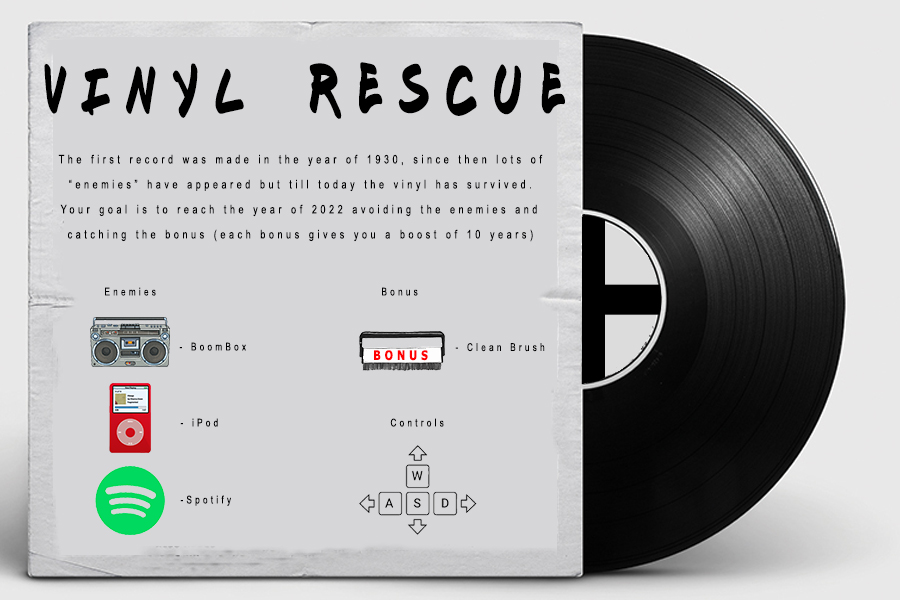 VINYL RESCUE
The first record was made in the year of 1930, since then lots of
"enemies" have appeared but till today the vinyl has survived.
Your goal is to reach the year of 2022 avoiding the enemies and
catching the bonus (each bonus gives you a boost of 10 years)
Enemies
Bonus
- BoomBox
BONUS
- Clean Brush
- iPod
Controls
-Spotify
W
A S D